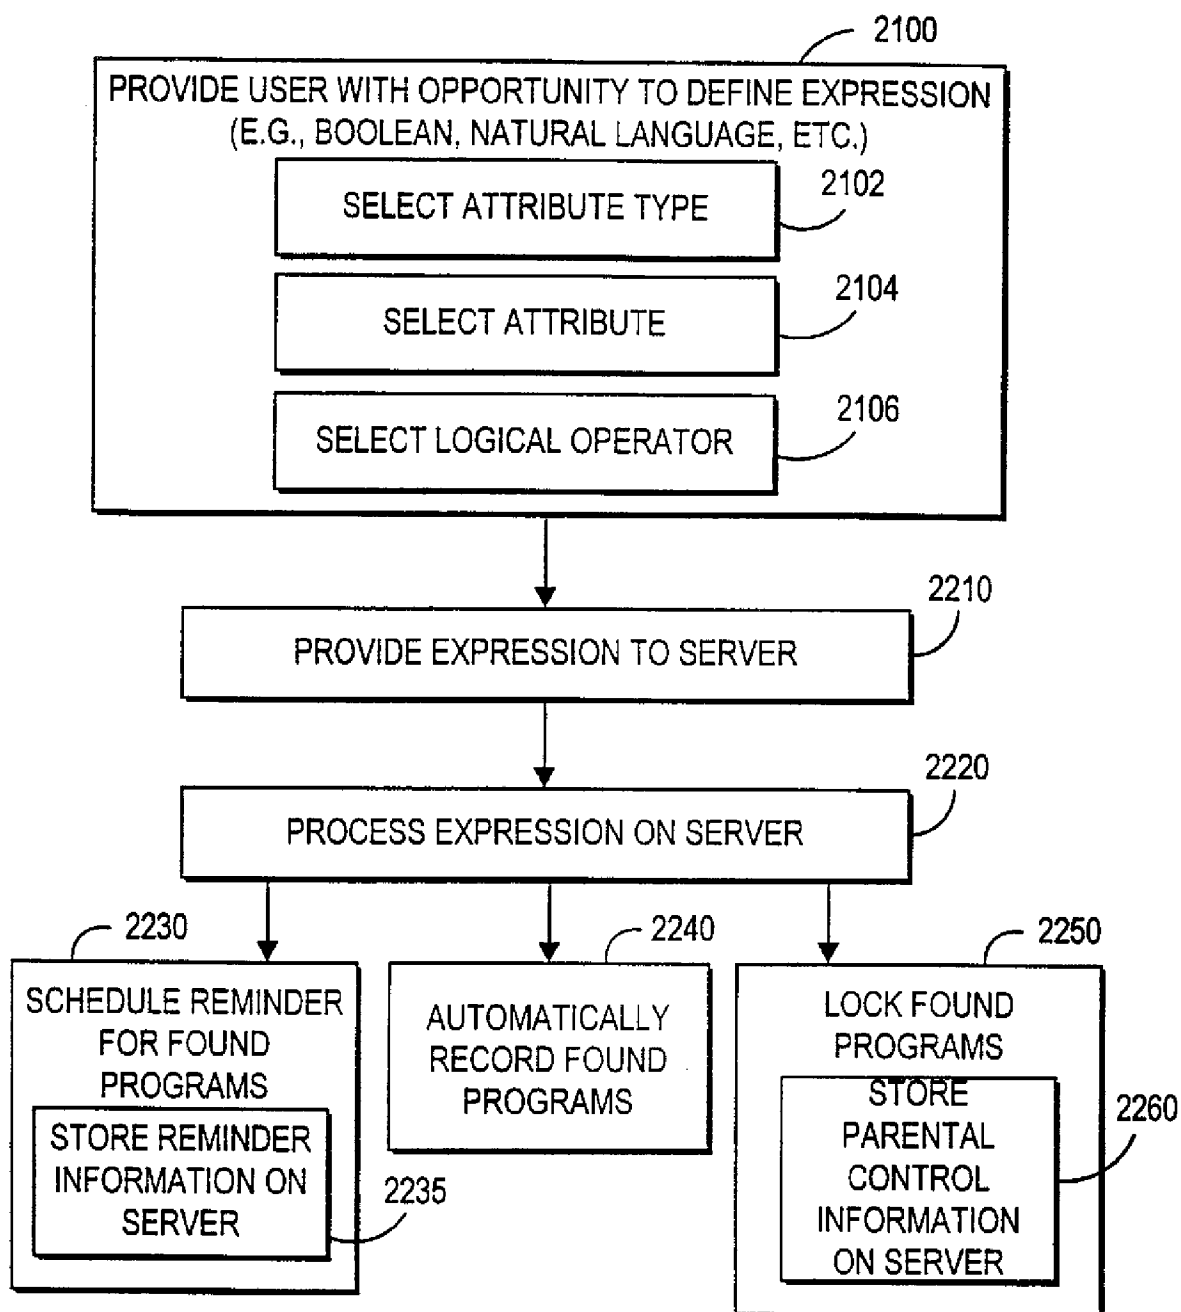 2100
PROVIDE USER WITH OPPORTUNITY TO DEFINE EXPRESSION
(E.G., BOOLEAN, NATURAL LANGUAGE, ETC.)
SELECT ATTRIBUTE TYPE
2102
SELECT ATTRIBUTE
2104
SELECT LOGICAL OPERATOR
2106
2210
PROVIDE EXPRESSION TO SERVER
2220
PROCESS EXPRESSION ON SERVER
2230
SCHEDULE REMINDER
FOR FOUND
PROGRAMS
STORE REMINDER
INFORMATION ON
SERVER
2235
2240
AUTOMATICALLY
RECORD FOUND
PROGRAMS
2250
LOCK FOUND
PROGRAMS
STORE
PARENTAL
CONTROL
INFORMATION
ON SERVER
2260